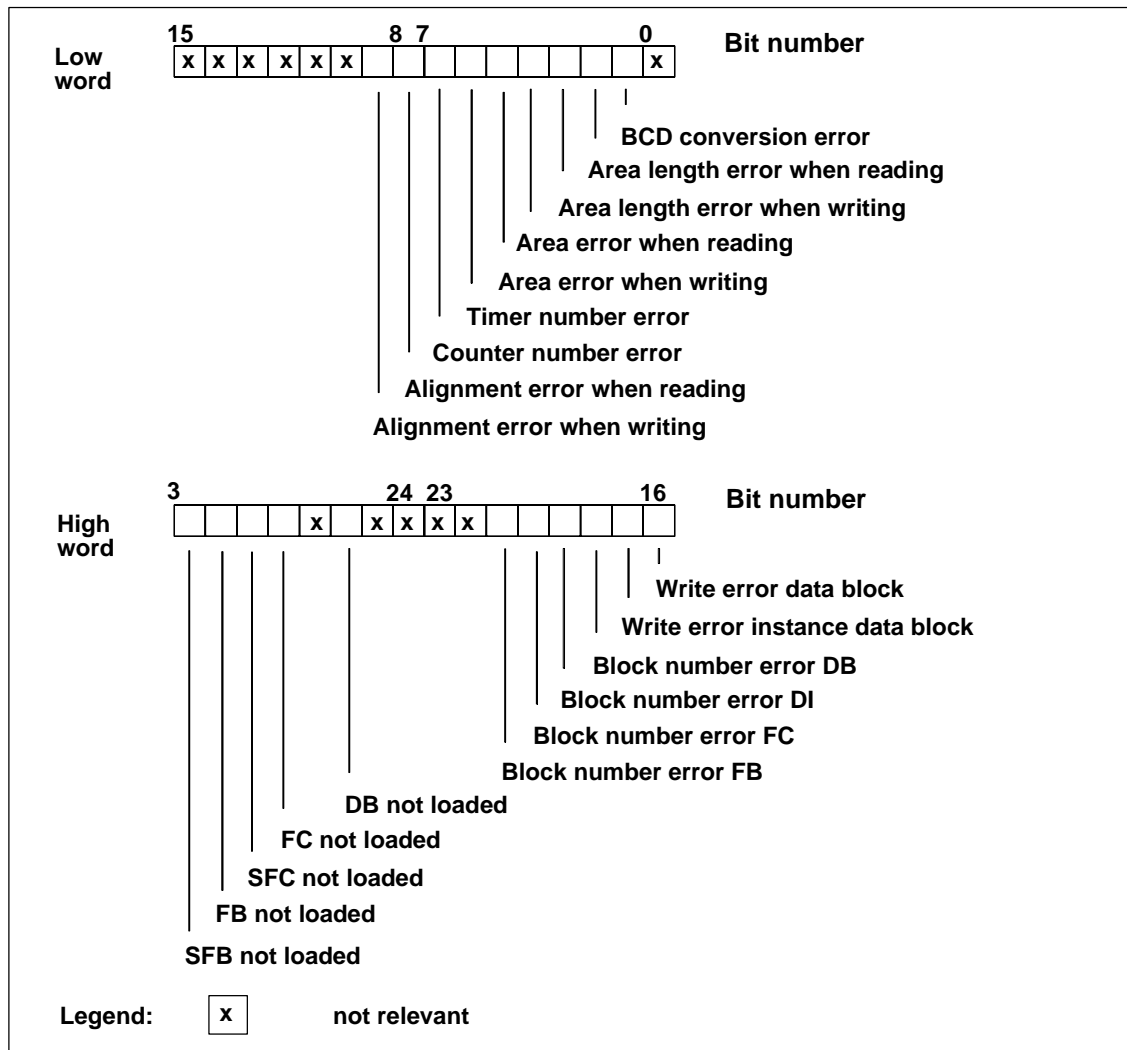 15 8 7 0 Bit number
Low word x x x x x x x
BCD conversion error
Area length error when reading
Area length error when writing
Area error when reading
Area error when writing
Timer number error
Counter number error
Alignment error when reading
Alignment error when writing
3 24 23 16 Bit number
High word x x x x x
Write error data block
Write error instance data block
Block number error DB
Block number error DI
Block number error FC
Block number error FB
DB not loaded
FC not loaded
SFC not loaded
FB not loaded
SFB not loaded
Legend: x not relevant